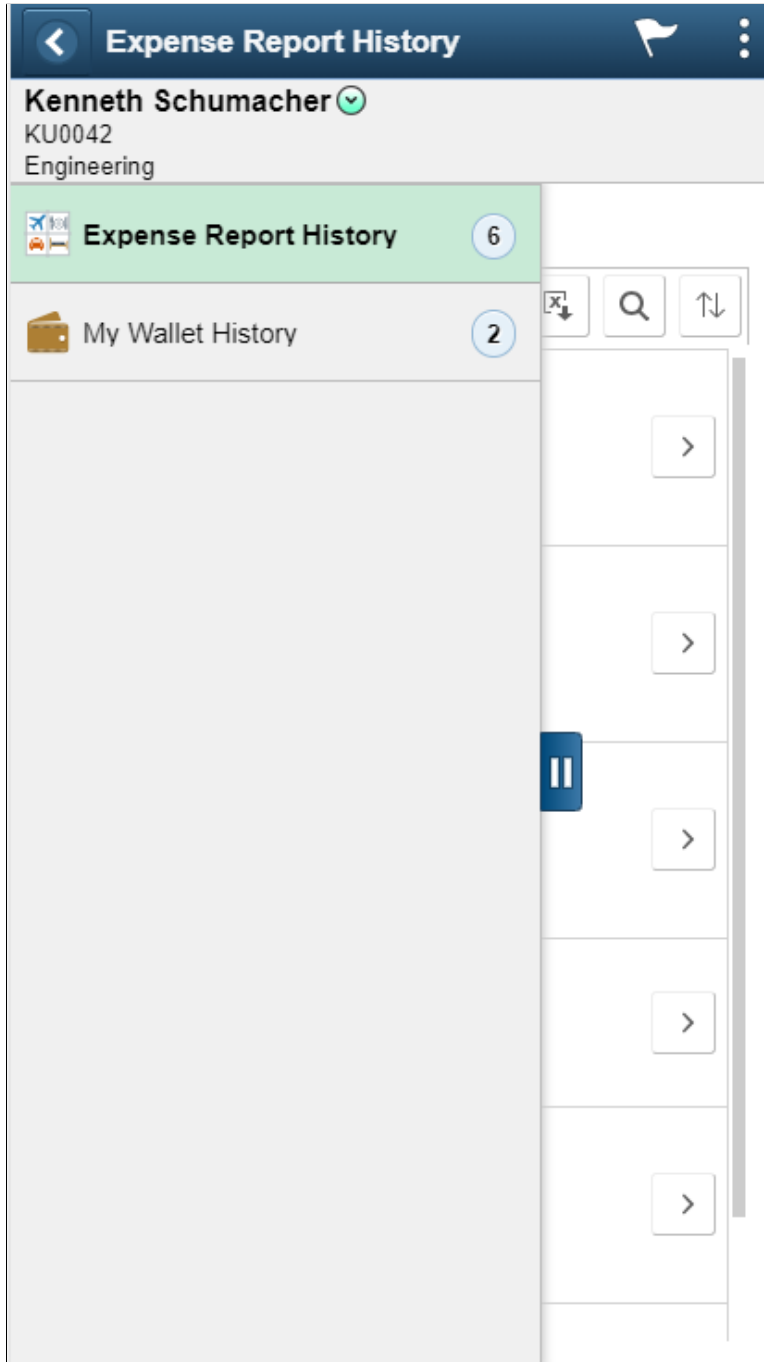 Expense Report History
Kenneth Schumacher
KU0042
Engineering
Expense Report History 6
My Wallet History 2